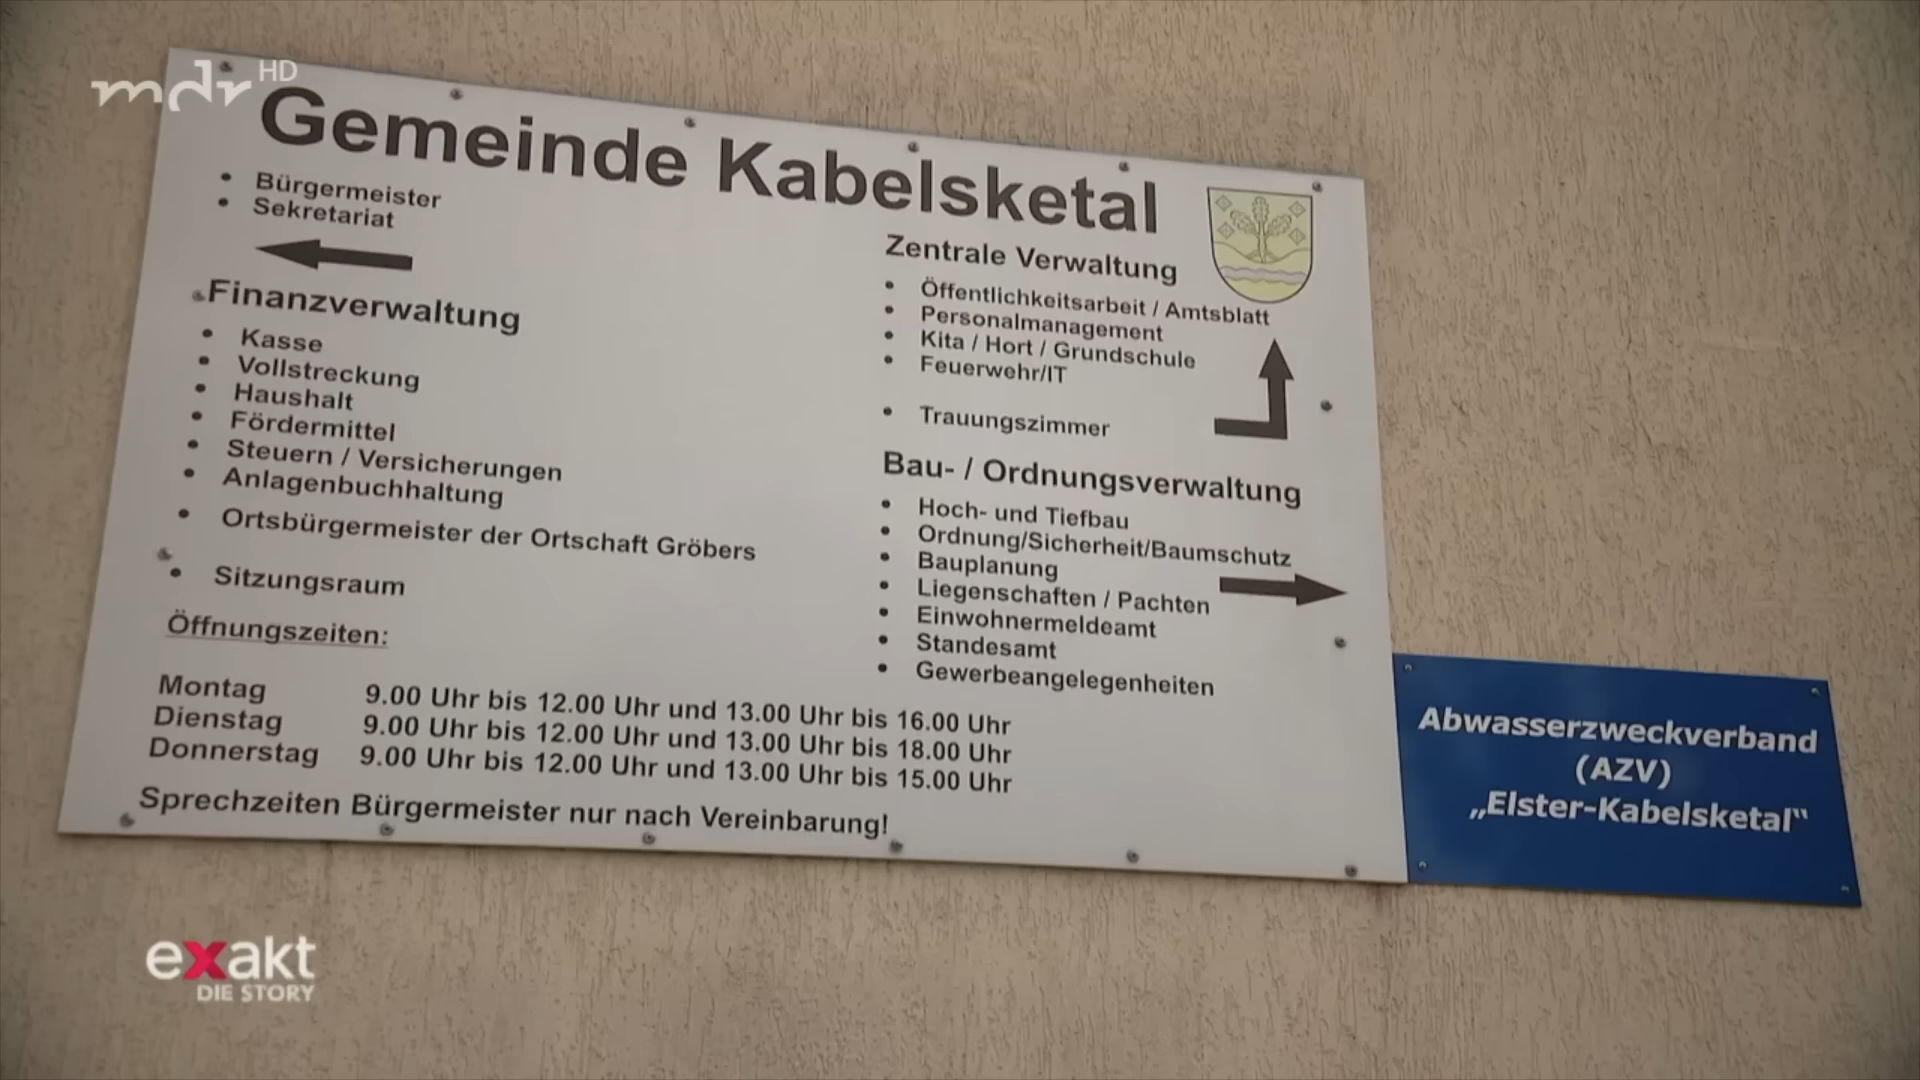 mdr HD
Gemeinde Kabelsketal
• Bürgermeister
• Sekretariat
Finanzverwaltung
• Kasse
• Vollstreckung
• Haushalt
• Fördermittel
• Steuern / Versicherungen
• Anlagenbuchhaltung
• Ortsbürgermeister der Ortschaft Gröbers
• Sitzungsraum
Zentrale Verwaltung
• Öffentlichkeitsarbeit / Amtsblatt
• Personalmanagement
• Kita / Hort / Grundschule
• Feuerwehr/IT
• Trauungszimmer
Bau- / Ordnungsverwaltung
• Hoch- und Tiefbau
• Ordnung/Sicherheit/Baumschutz
• Bauplanung
• Liegenschaften / Pachten
• Einwohnermeldeamt
• Standesamt
• Gewerbeangelegenheiten
Öffnungszeiten:
Montag 9.00 Uhr bis 12.00 Uhr und 13.00 Uhr bis 16.00 Uhr
Dienstag 9.00 Uhr bis 12.00 Uhr und 13.00 Uhr bis 18.00 Uhr
Donnerstag 9.00 Uhr bis 12.00 Uhr und 13.00 Uhr bis 15.00 Uhr
Sprechzeiten Bürgermeister nur nach Vereinbarung!
Abwasserzweckverband
(AZV)
„Elster-Kabelsketal“
exakt
DIE STORY